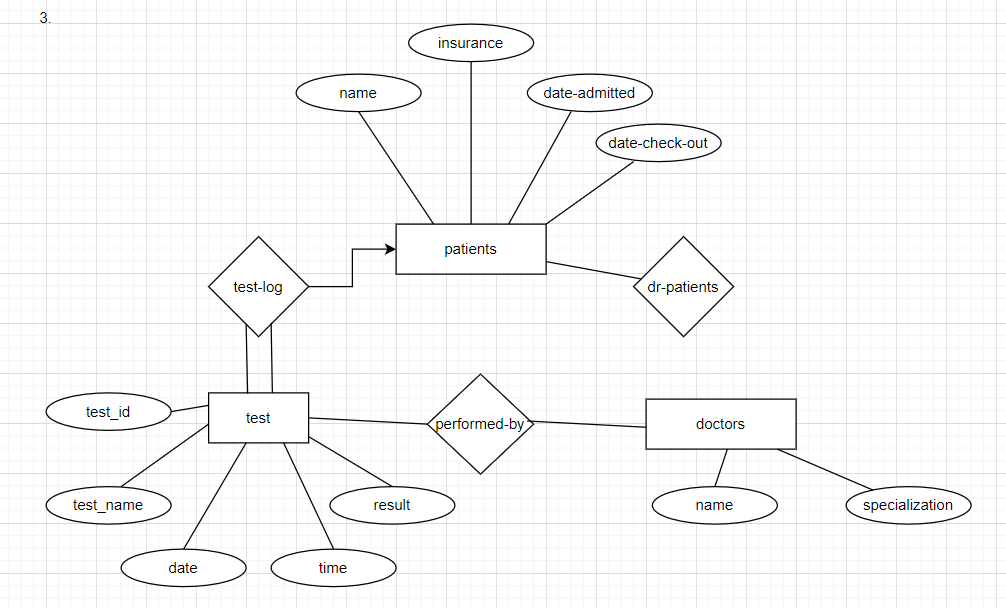 3.
insurance
name
date-admitted
date-check-out
patients
test-log
dr-patients
test_id
test
performed-by
doctors
test_name
result
name
specialization
date
time